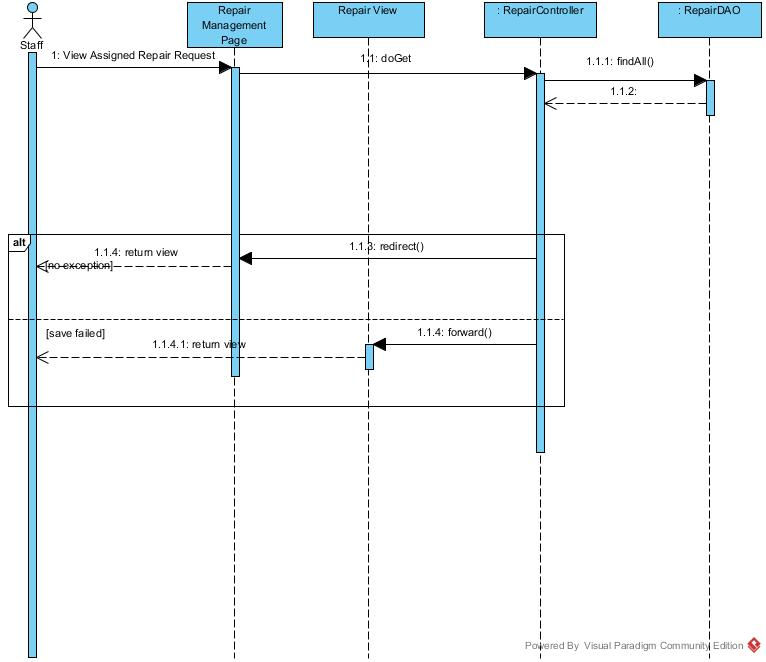 Repair
Management
Page
Repair View
: RepairController
: RepairDAO
Staff
1: View Assigned Repair Request
1.1: doGet
1.1.1: findAll()
1.1.2:
alt
1.1.4: return view
1.1.3: redirect()
[no exception]
[save failed]
1.1.4: forward()
1.1.4.1: return view
Powered By Visual Paradigm Community Edition